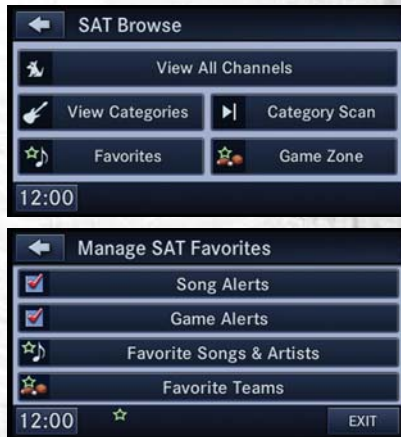 SAT Browse
View All Channels
View Categories
Category Scan
Favorites
Game Zone
12:00
Manage SAT Favorites
Song Alerts
Game Alerts
Favorite Songs & Artists
Favorite Teams
12:00
EXIT